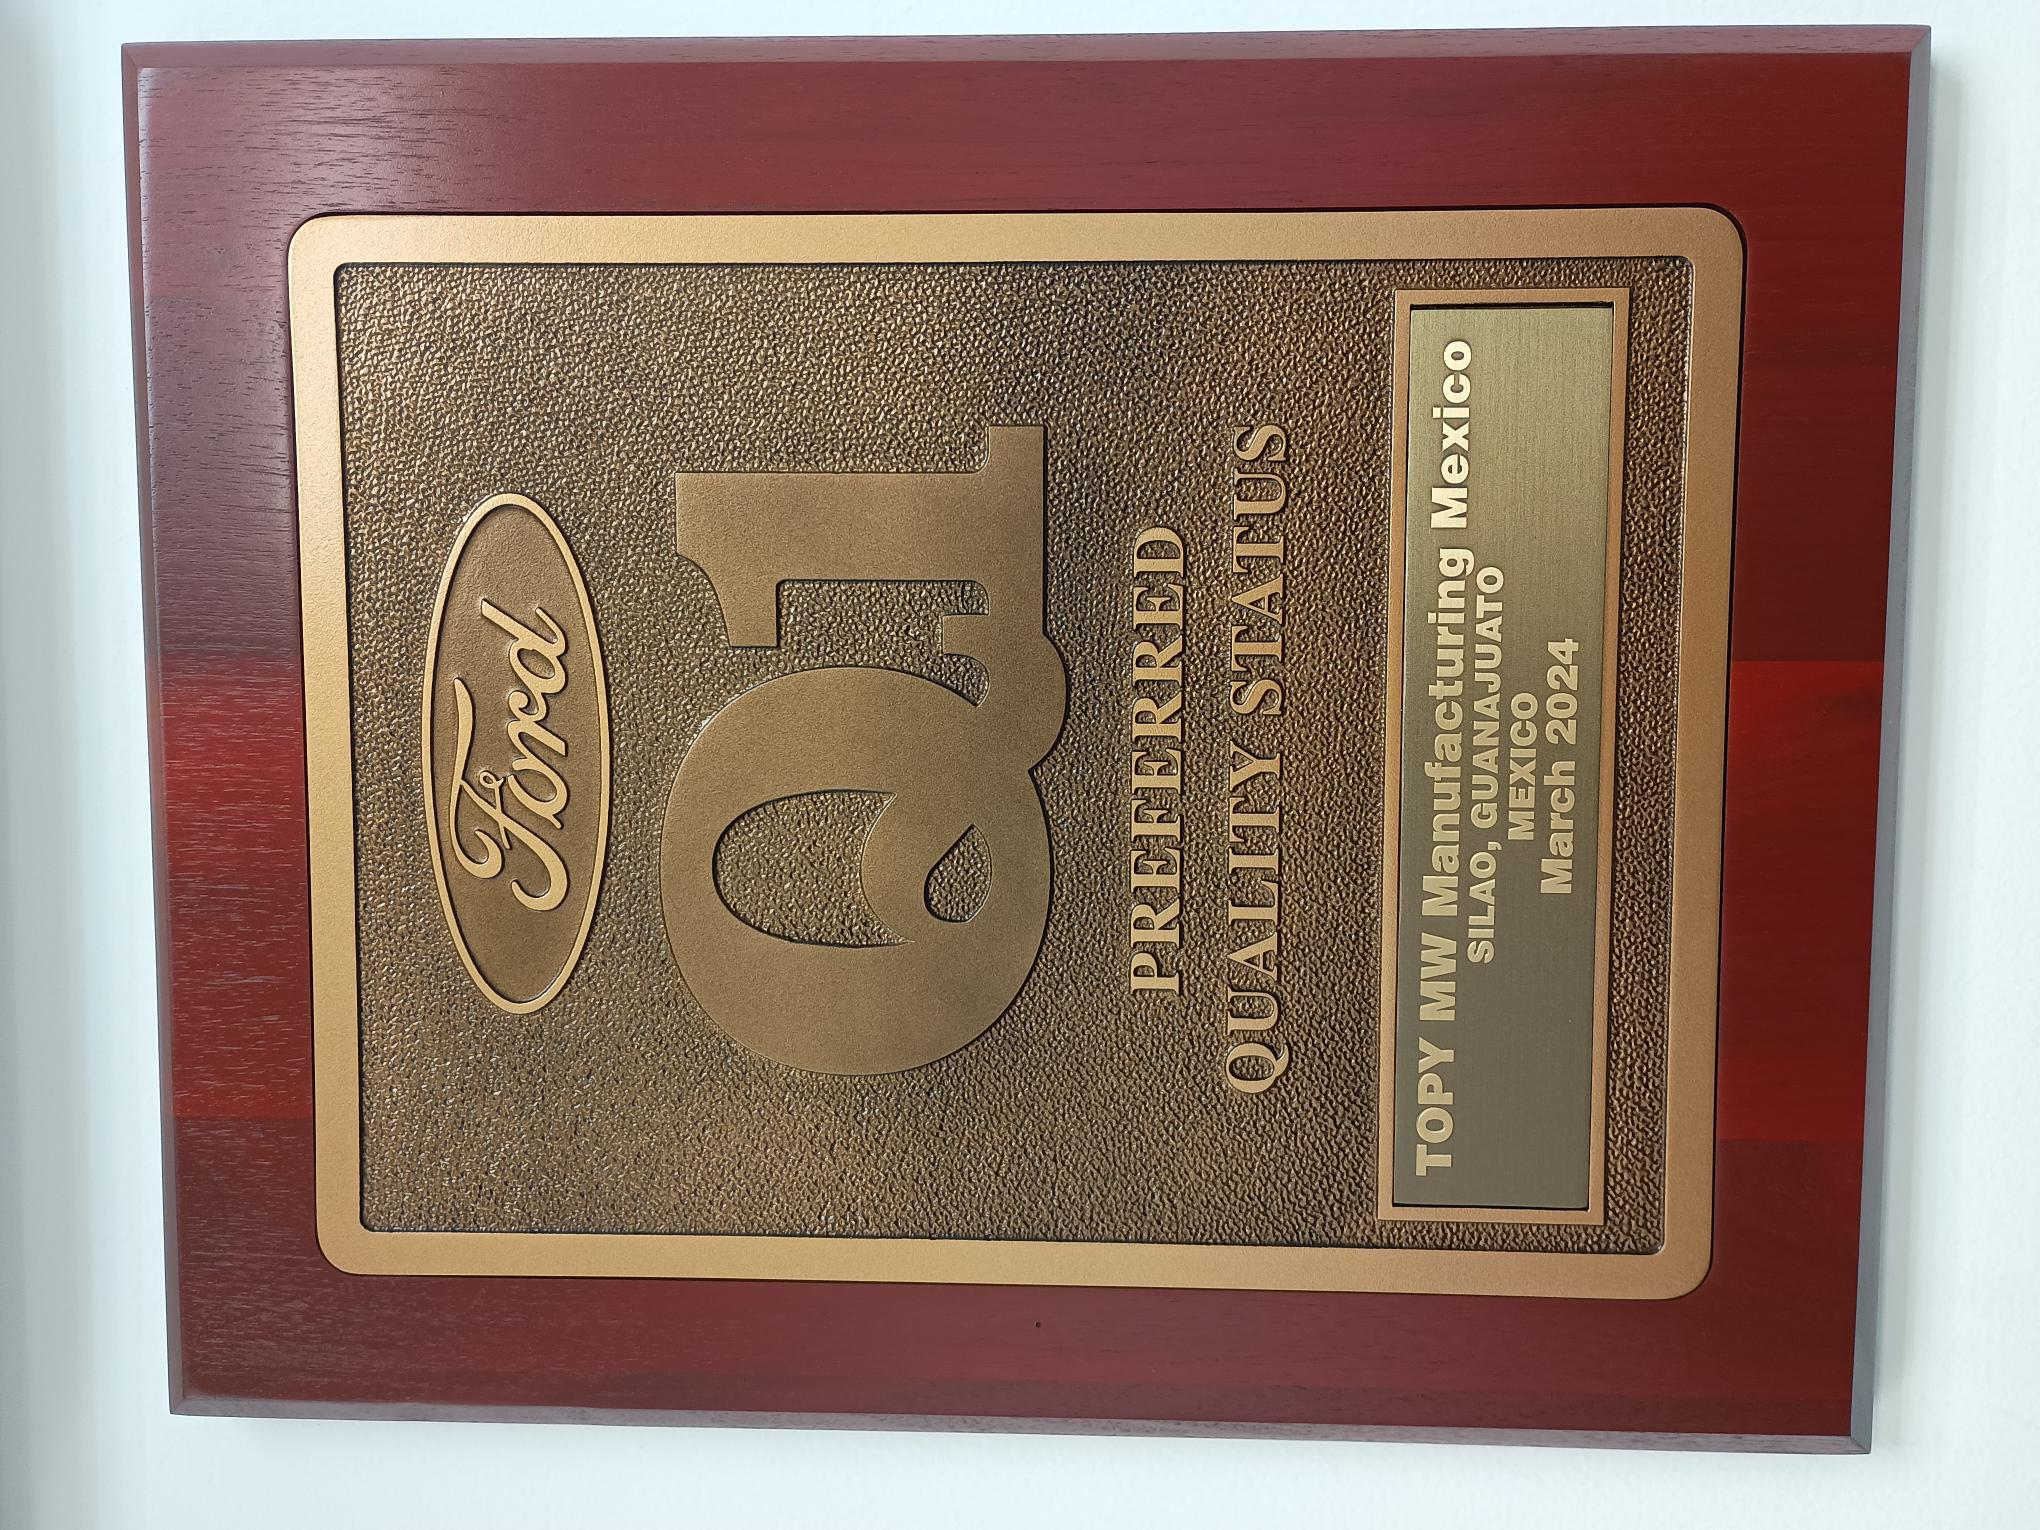 Ford
Q1
PREFERRED
QUALITY STATUS
TOPY MW Manufacturing Mexico
SILAO, GUANAJUATO
MEXICO
March 2024